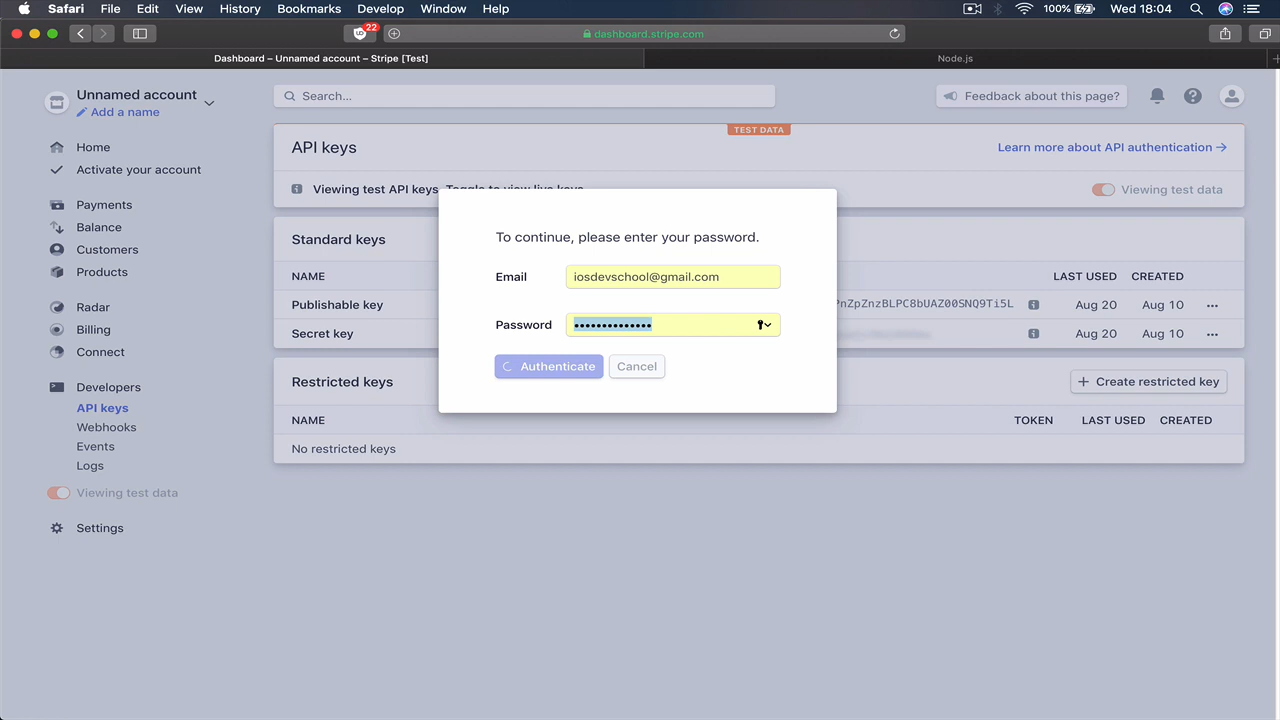 Safari File Edit View History Bookmarks Develop Window Help 100% Wed 18:04
22 dashboard.stripe.com
Dashboard – Unnamed account – Stripe [Test] Node.js
Unnamed account
Add a name
Search...
Feedback about this page?
Home
Activate your account
Payments
Balance
Customers
Products
Radar
Billing
Connect
Developers
API keys
Webhooks
Events
Logs
Viewing test data
Settings
TEST DATA
API keys Learn more about API authentication →
Viewing test API keys. Toggle to view live keys. Viewing test data
Standard keys
NAME LAST USED CREATED
Publishable key PnZpZnzBLPC8bUAZ00SNQ9Ti5L Aug 20 Aug 10
Secret key Aug 20 Aug 10
Restricted keys + Create restricted key
NAME TOKEN LAST USED CREATED
No restricted keys
To continue, please enter your password.
Email iosdevschool@gmail.com
Password ••••••••••••••
Authenticate Cancel